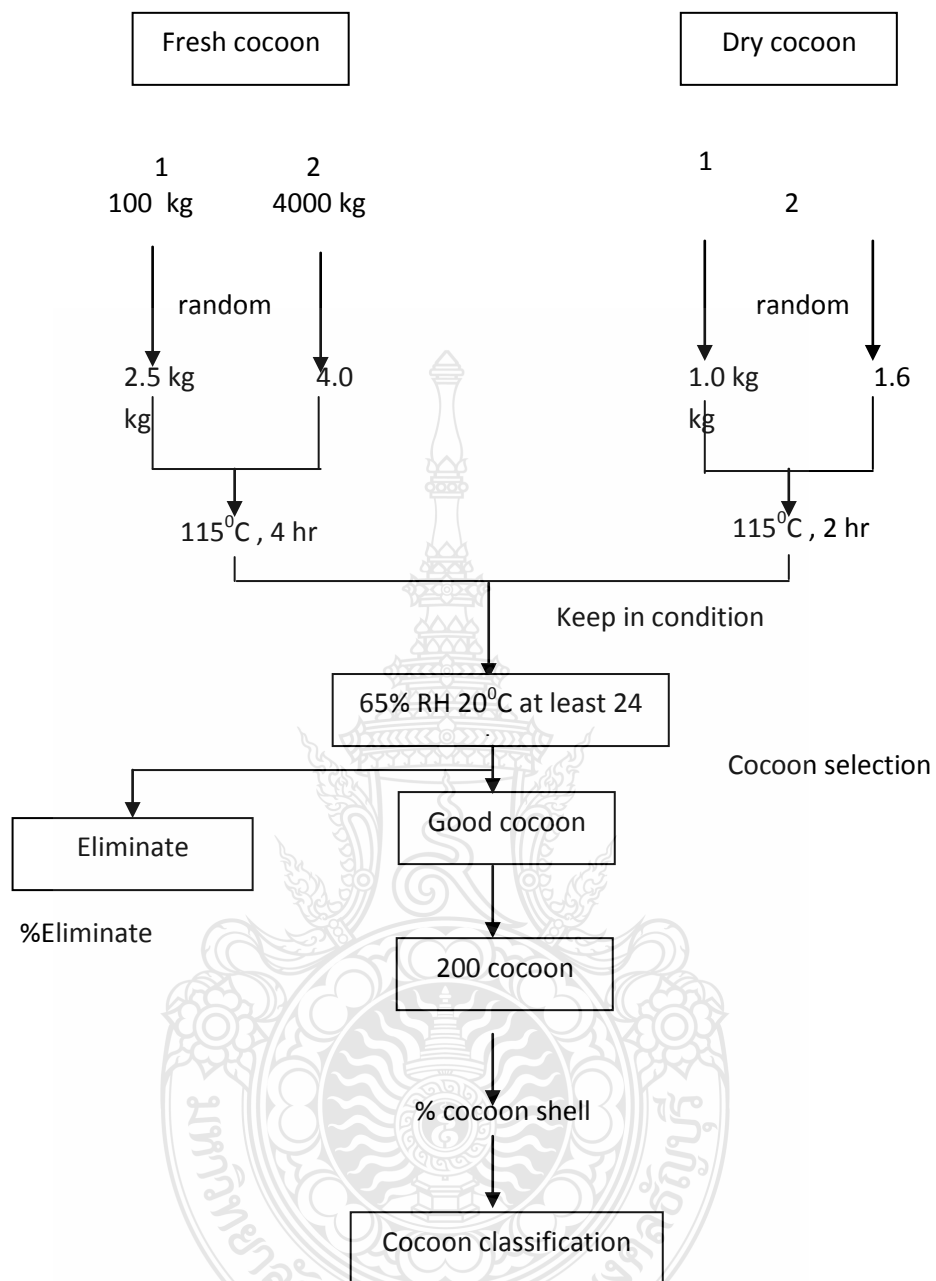 Fresh cocoon
Dry cocoon
1
2
100 kg
4000 kg
1
2
random
random
2.5 kg
4.0
kg
1.0 kg
1.6
kg
115⁰C , 4 hr
115⁰C , 2 hr
Keep in condition
65% RH 20⁰C at least 24
Cocoon selection
Good cocoon
Eliminate
%Eliminate
200 cocoon
% cocoon shell
Cocoon classification